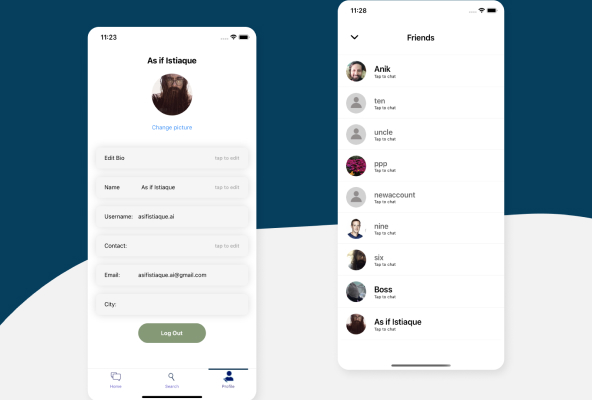 11:23
As if Istiaque
Change picture
Edit Bio tap to edit
Name As if Istiaque tap to edit
Username: asifistiaque.ai
Contact: tap to edit
Email: asifistiaque.ai@gmail.com
City:
Log Out
Home Search Profile
11:28
Friends
Anik
Tap to chat
ten
Tap to chat
uncle
Tap to chat
ppp
Tap to chat
newaccount
Tap to chat
nine
Tap to chat
six
Tap to chat
Boss
Tap to chat
As if Istiaque
Tap to chat